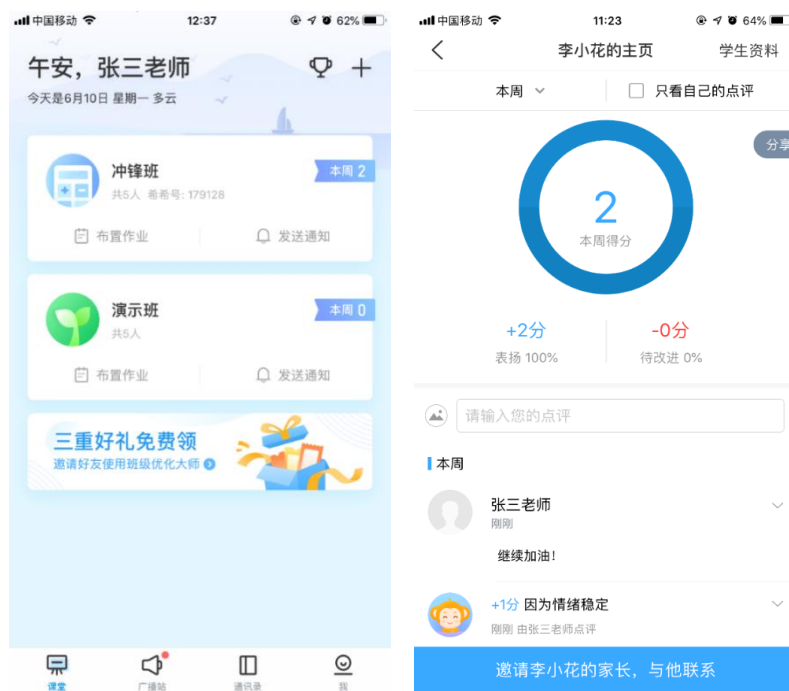 中国移动 12:37 62%
午安，张三老师
今天是6月10日 星期一 多云
冲锋班
本周 2
共5人 希希号: 179128
布置作业 发送通知
演示班
本周 0
共5人
布置作业 发送通知
三重好礼免费领
邀请好友使用班级优化大师
课堂 广播站 通讯录 我
中国移动 11:23 64%
李小花的主页 学生资料
本周 只看自己的点评
分享
2
本周得分
+2分 -0分
表扬 100% 待改进 0%
请输入您的点评
本周
张三老师
刚刚
继续加油!
+1分 因为情绪稳定
刚刚 由张三老师点评
邀请李小花的家长，与他联系